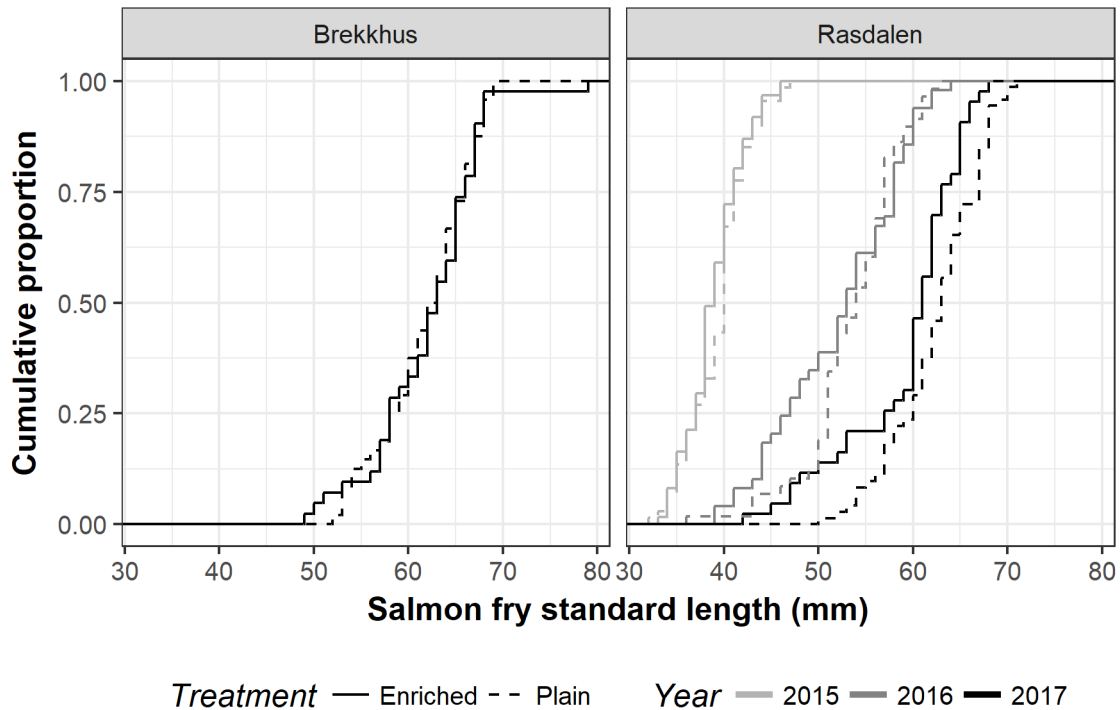 Brekkhus Rasdalen
1.00
0.75
0.50
0.25
0.00
Cumulative proportion
30 40 50 60 70 80 30 40 50 60 70 80
Salmon fry standard length (mm)
Treatment Enriched Plain Year 2015 2016 2017